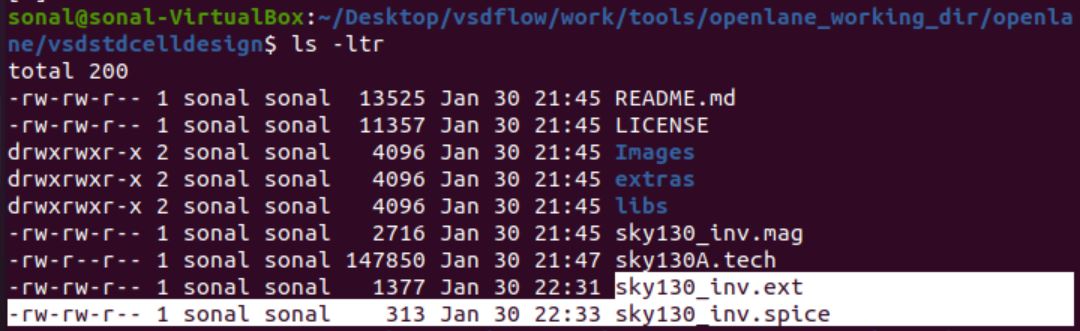 sonal@sonal-VirtualBox:~/Desktop/vsdflow/work/tools/openlane_working_dir/openla
ne/vsdstdcelldesign$ ls -ltr
total 200
-rw-rw-r-- 1 sonal sonal  13525 Jan 30 21:45 README.md
-rw-rw-r-- 1 sonal sonal  11357 Jan 30 21:45 LICENSE
drwxrwxr-x 2 sonal sonal   4096 Jan 30 21:45 Images
drwxrwxr-x 2 sonal sonal   4096 Jan 30 21:45 extras
drwxrwxr-x 2 sonal sonal   4096 Jan 30 21:45 libs
-rw-rw-r-- 1 sonal sonal   2716 Jan 30 21:45 sky130_inv.mag
-rw-r--r-- 1 sonal sonal 147850 Jan 30 21:47 sky130A.tech
-rw-rw-r-- 1 sonal sonal   1377 Jan 30 22:31 sky130_inv.ext
-rw-rw-r-- 1 sonal sonal    313 Jan 30 22:33 sky130_inv.spice